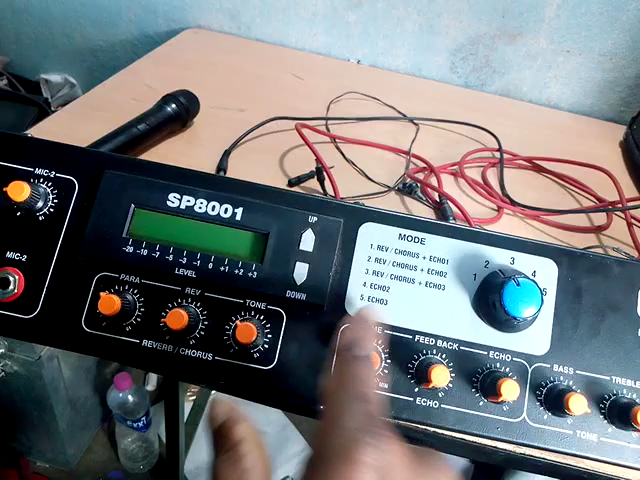 MIC-2
MIC-2
SP8001
-20 -10 -7 -5 -3 -1 0 +1 +2 +3
LEVEL
UP
DOWN
PARA
REV
TONE
REVERB / CHORUS
MODE
1. REV / CHORUS + ECHO1
2. REV / CHORUS + ECHO2
3. REV / CHORUS + ECHO3
4. ECHO2
5. ECHO3
1 2 3 4 5
FEED BACK
ECHO
MIN
ECHO
BASS
TREBLE
TONE